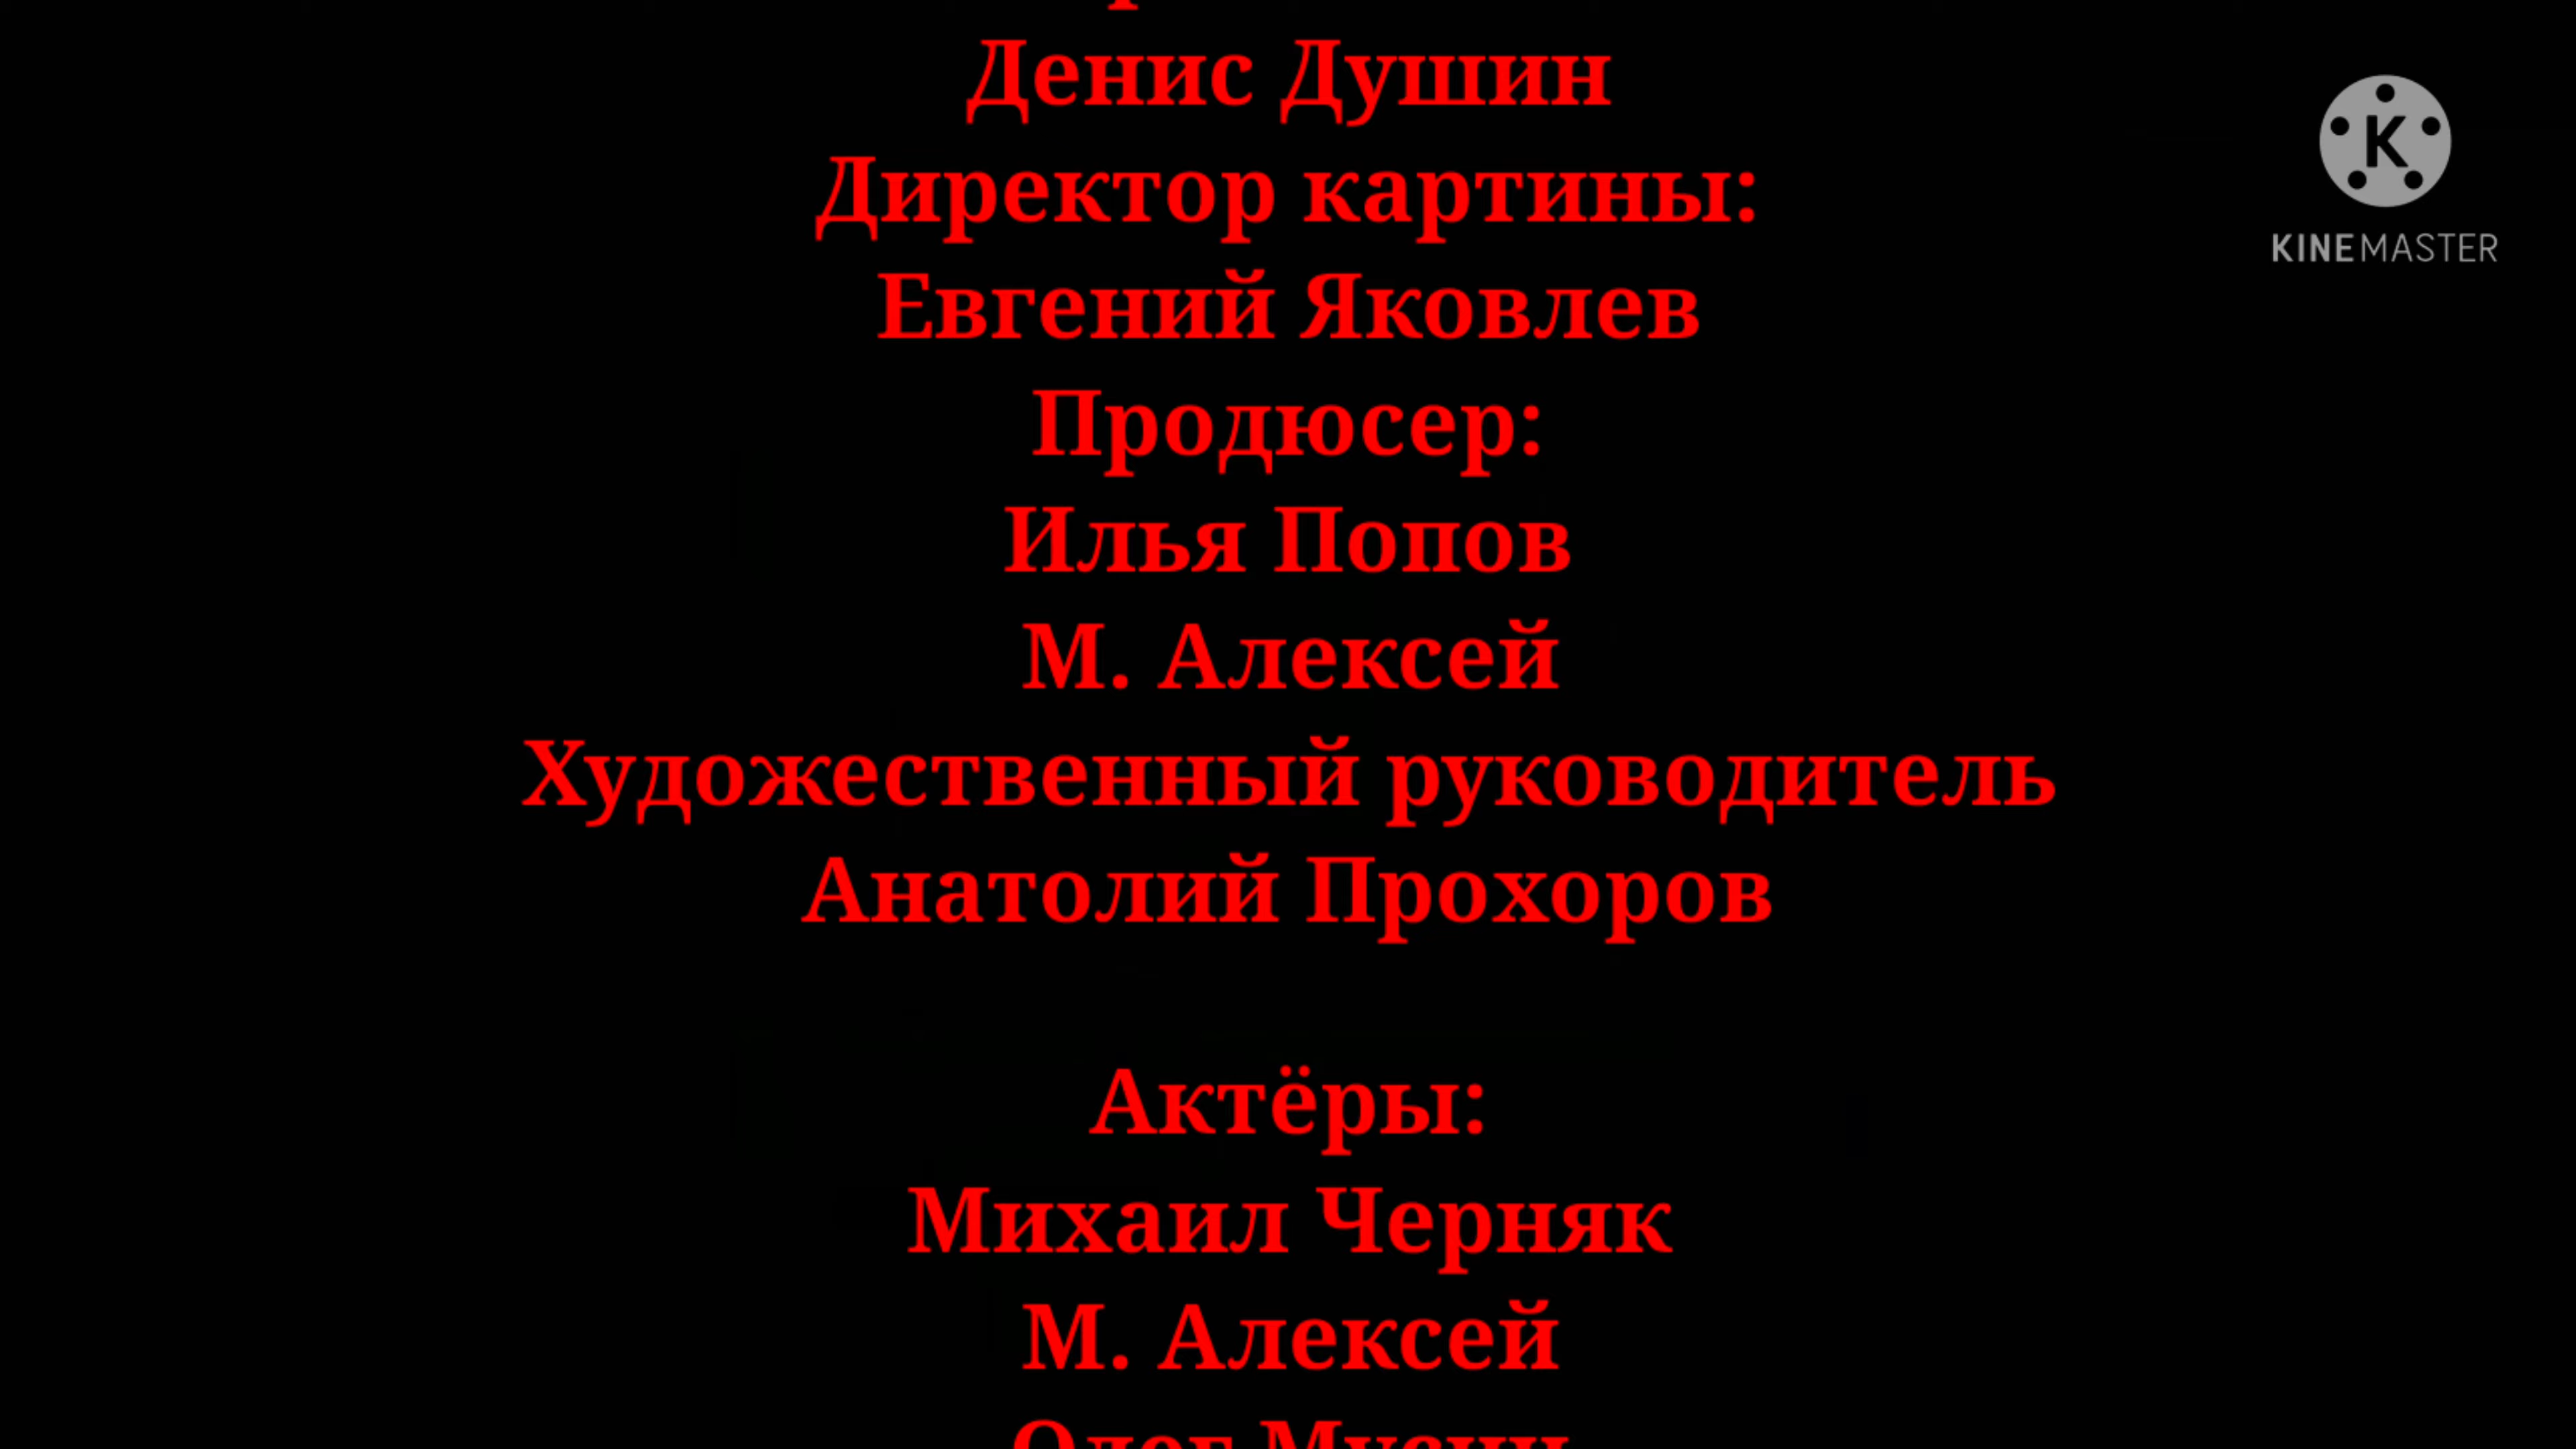 Денис Душин
Директор картины:
Евгений Яковлев
Продюсер:
Илья Попов
М. Алексей
Художественный руководитель
Анатолий Прохоров
Актёры:
Михаил Черняк
М. Алексей
K
KINEMASTER